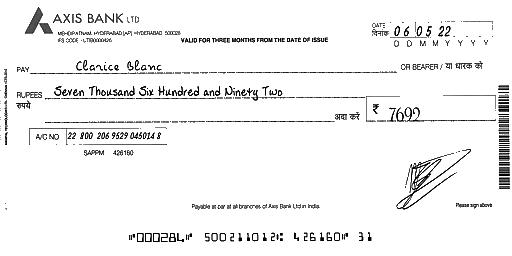 AXIS BANK LTD
MEHDIPATNAM, HYDERABAD (AP) HYDERABAD 500028
IFS CODE - UTIB0000426
VALID FOR THREE MONTHS FROM THE DATE OF ISSUE
DATE
दिनांक 06 05 22
D D M M Y Y Y Y
PAY Clarice Blanc OR BEARER / या धारक को
RUPEES Seven Thousand Six Hundred and Ninety Two
रुपये अदा करें ₹ 7692
A/C NO 22 800 206 9529 045014 8
SAPPM 426160
Payable at par at all branches of Axis Bank Ltd in India.
Please sign above
⑈000284⑈ 500211012⑆ 426160⑈ 31